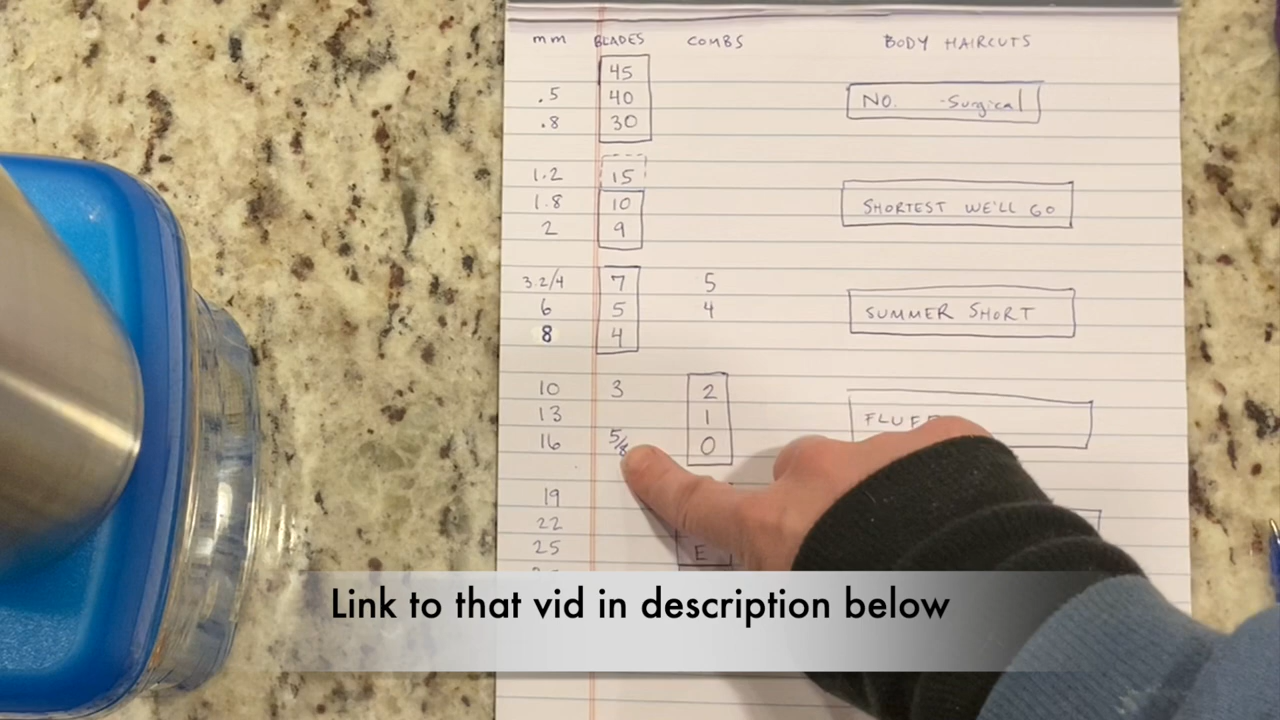 mm BLADES COMBS BODY HAIRCUTS
45
.5 40 NO. -Surgical
.8 30
1.2 15
1.8 10 SHORTEST WE'LL GO
2 9
3.2/4 7 5
6 5 4 SUMMER SHORT
8 4
10 3 2
13 1 FLUFF
16 5/8 0
19
22
25 E
Link to that vid in description below